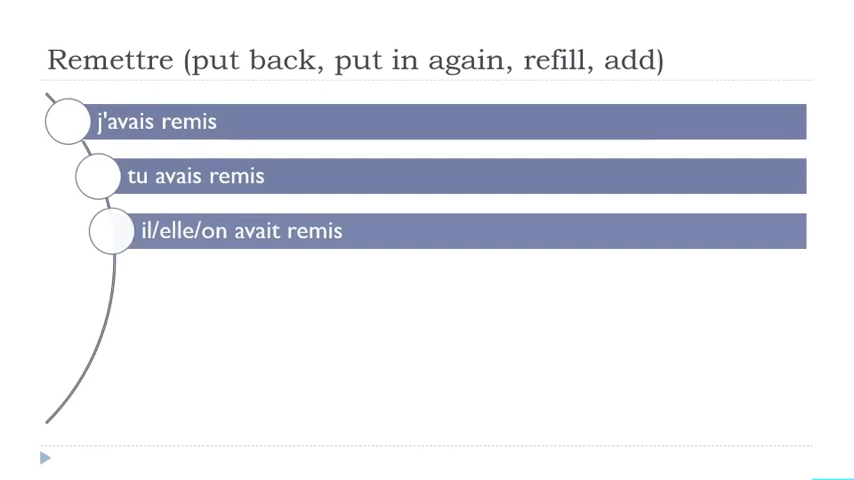 Remettre (put back, put in again, refill, add)
j'avais remis
tu avais remis
il/elle/on avait remis